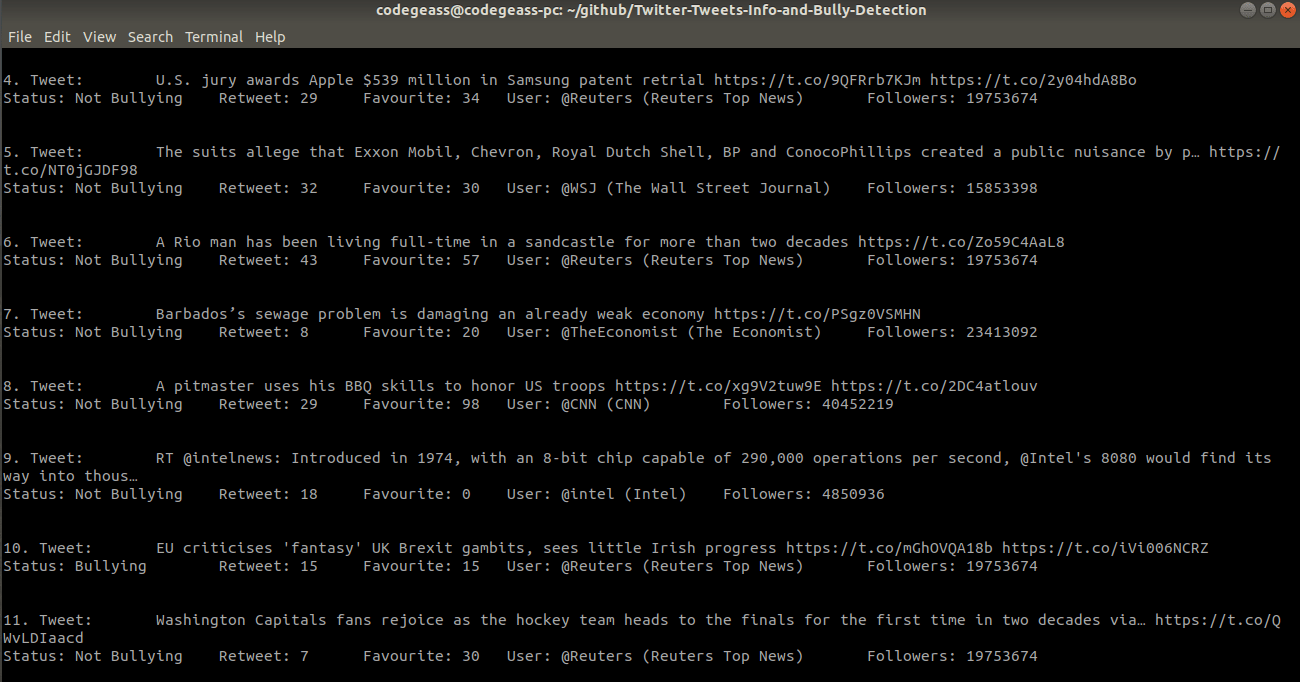 codegeass@codegeass-pc: ~/github/Twitter-Tweets-Info-and-Bully-Detection
File Edit View Search Terminal Help
4. Tweet: U.S. jury awards Apple $539 million in Samsung patent retrial https://t.co/9QFRrb7KJm https://t.co/2y04hdA8Bo
Status: Not Bullying Retweet: 29 Favourite: 34 User: @Reuters (Reuters Top News) Followers: 19753674
5. Tweet: The suits allege that Exxon Mobil, Chevron, Royal Dutch Shell, BP and ConocoPhillips created a public nuisance by p… https://
t.co/NT0jGJDF98
Status: Not Bullying Retweet: 32 Favourite: 30 User: @WSJ (The Wall Street Journal) Followers: 15853398
6. Tweet: A Rio man has been living full-time in a sandcastle for more than two decades https://t.co/Zo59C4AaL8
Status: Not Bullying Retweet: 43 Favourite: 57 User: @Reuters (Reuters Top News) Followers: 19753674
7. Tweet: Barbados’s sewage problem is damaging an already weak economy https://t.co/PSgz0VSMHN
Status: Not Bullying Retweet: 8 Favourite: 20 User: @TheEconomist (The Economist) Followers: 23413092
8. Tweet: A pitmaster uses his BBQ skills to honor US troops https://t.co/xg9V2tuw9E https://t.co/2DC4atlouv
Status: Not Bullying Retweet: 29 Favourite: 98 User: @CNN (CNN) Followers: 40452219
9. Tweet: RT @intelnews: Introduced in 1974, with an 8-bit chip capable of 290,000 operations per second, @Intel's 8080 would find its
way into thous…
Status: Not Bullying Retweet: 18 Favourite: 0 User: @intel (Intel) Followers: 4850936
10. Tweet: EU criticises 'fantasy' UK Brexit gambits, sees little Irish progress https://t.co/mGhOVQA18b https://t.co/iVi006NCRZ
Status: Bullying Retweet: 15 Favourite: 15 User: @Reuters (Reuters Top News) Followers: 19753674
11. Tweet: Washington Capitals fans rejoice as the hockey team heads to the finals for the first time in two decades via… https://t.co/Q
WvLDIaacd
Status: Not Bullying Retweet: 7 Favourite: 30 User: @Reuters (Reuters Top News) Followers: 19753674